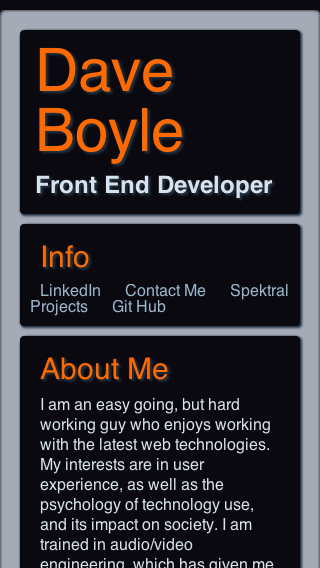 Dave
Boyle
Front End Developer
Info
LinkedIn Contact Me Spektral
Projects Git Hub
About Me
I am an easy going, but hard
working guy who enjoys working
with the latest web technologies.
My interests are in user
experience, as well as the
psychology of technology use,
and its impact on society. I am
trained in audio/video
engineering, which has given me